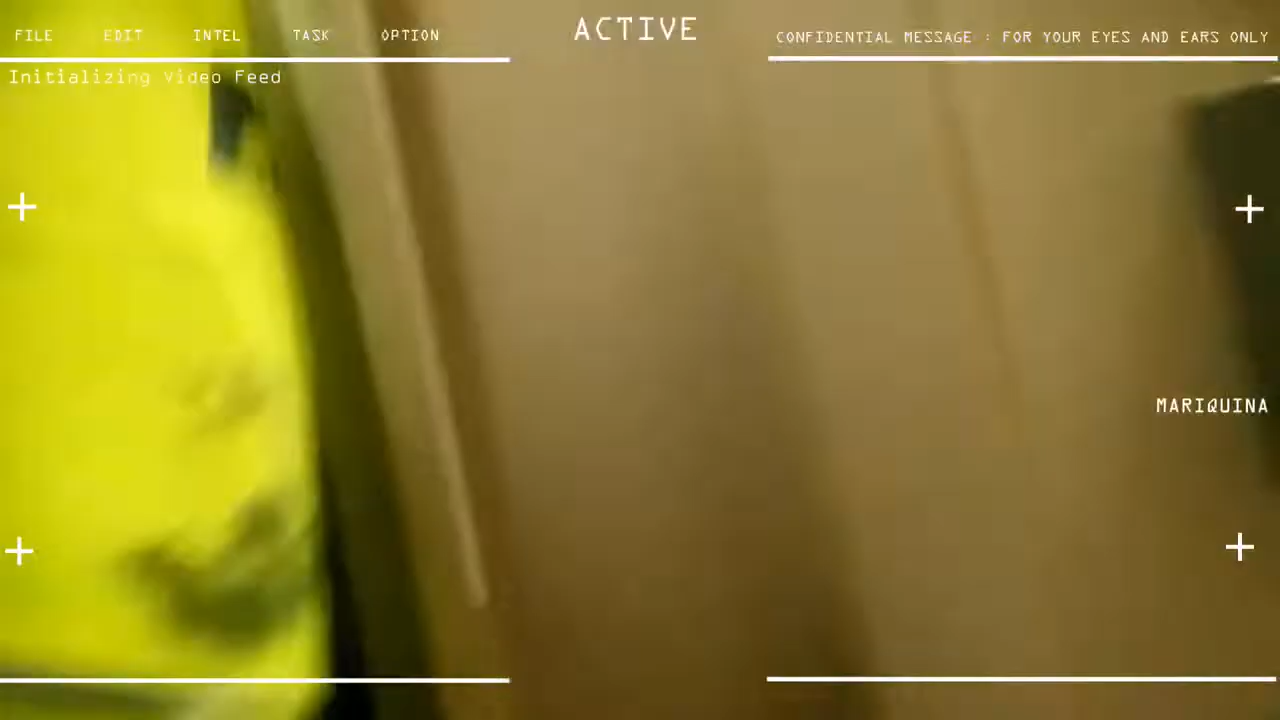 FILE EDIT INTEL TASK OPTION
ACTIVE
CONFIDENTIAL MESSAGE : FOR YOUR EYES AND EARS ONLY
Initializing Video Feed
MARIQUINA